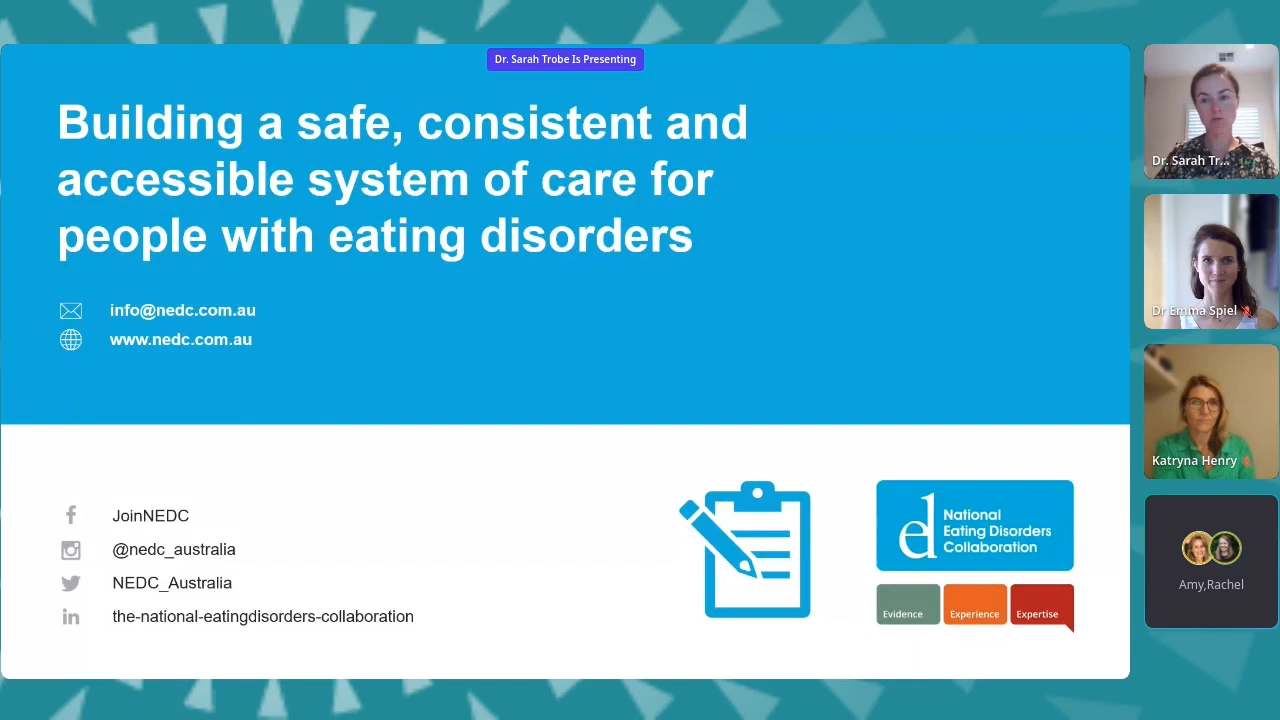 Dr. Sarah Trobe Is Presenting
Building a safe, consistent and
accessible system of care for
people with eating disorders
info@nedc.com.au
www.nedc.com.au
JoinNEDC
@nedc_australia
NEDC_Australia
the-national-eatingdisorders-collaboration
ed
National
Eating Disorders
Collaboration
Evidence
Experience
Expertise
Dr. Sarah Tr...
Dr Emma Spiel
Katryna Henry
Amy,Rachel